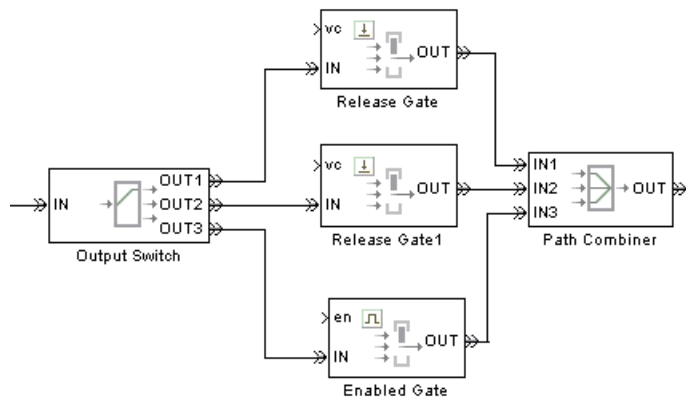 vc
OUT
IN
Release Gate
IN
OUT1
OUT2
OUT3
Output Switch
vc
OUT
IN
Release Gate1
IN1
IN2
IN3
OUT
Path Combiner
en
OUT
IN
Enabled Gate